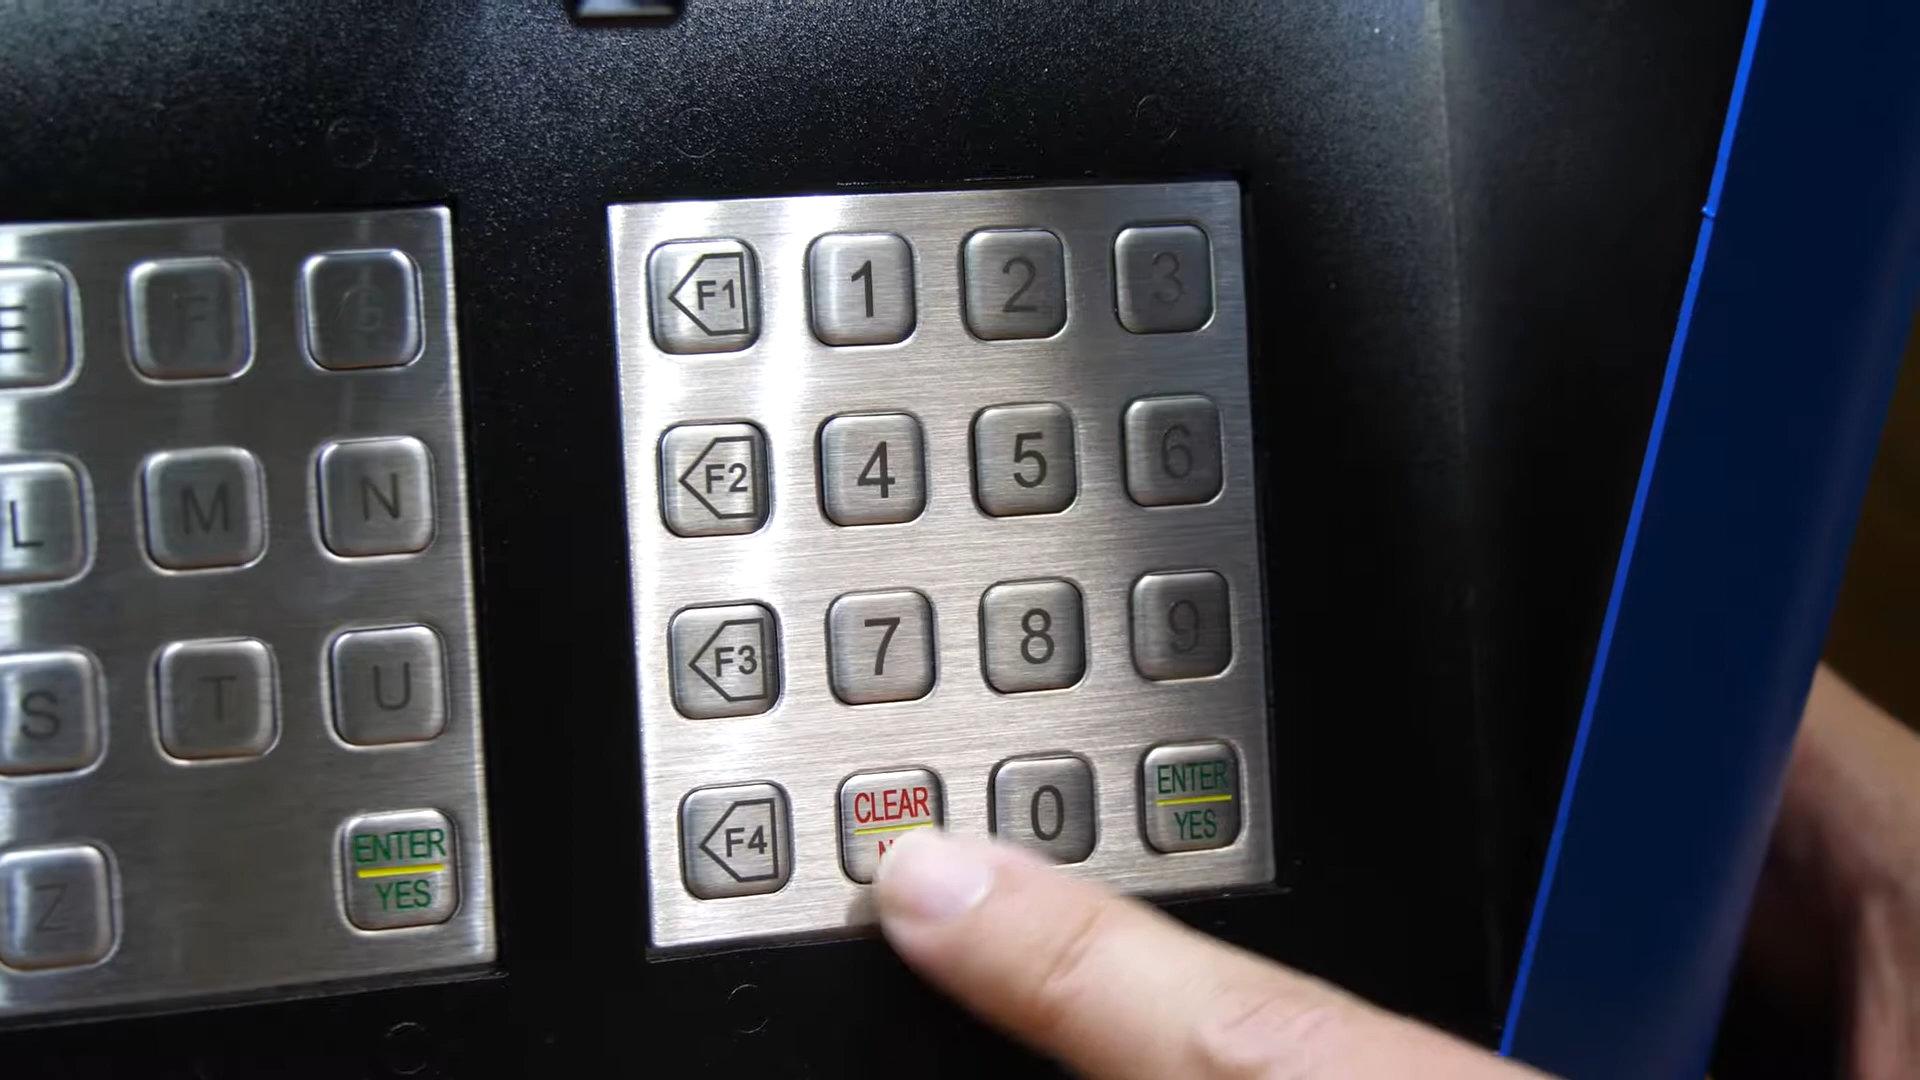 E F G
L M N
S T U
Z ENTER
YES
F1 1 2 3
F2 4 5 6
F3 7 8 9
F4 CLEAR 0 ENTER
YES